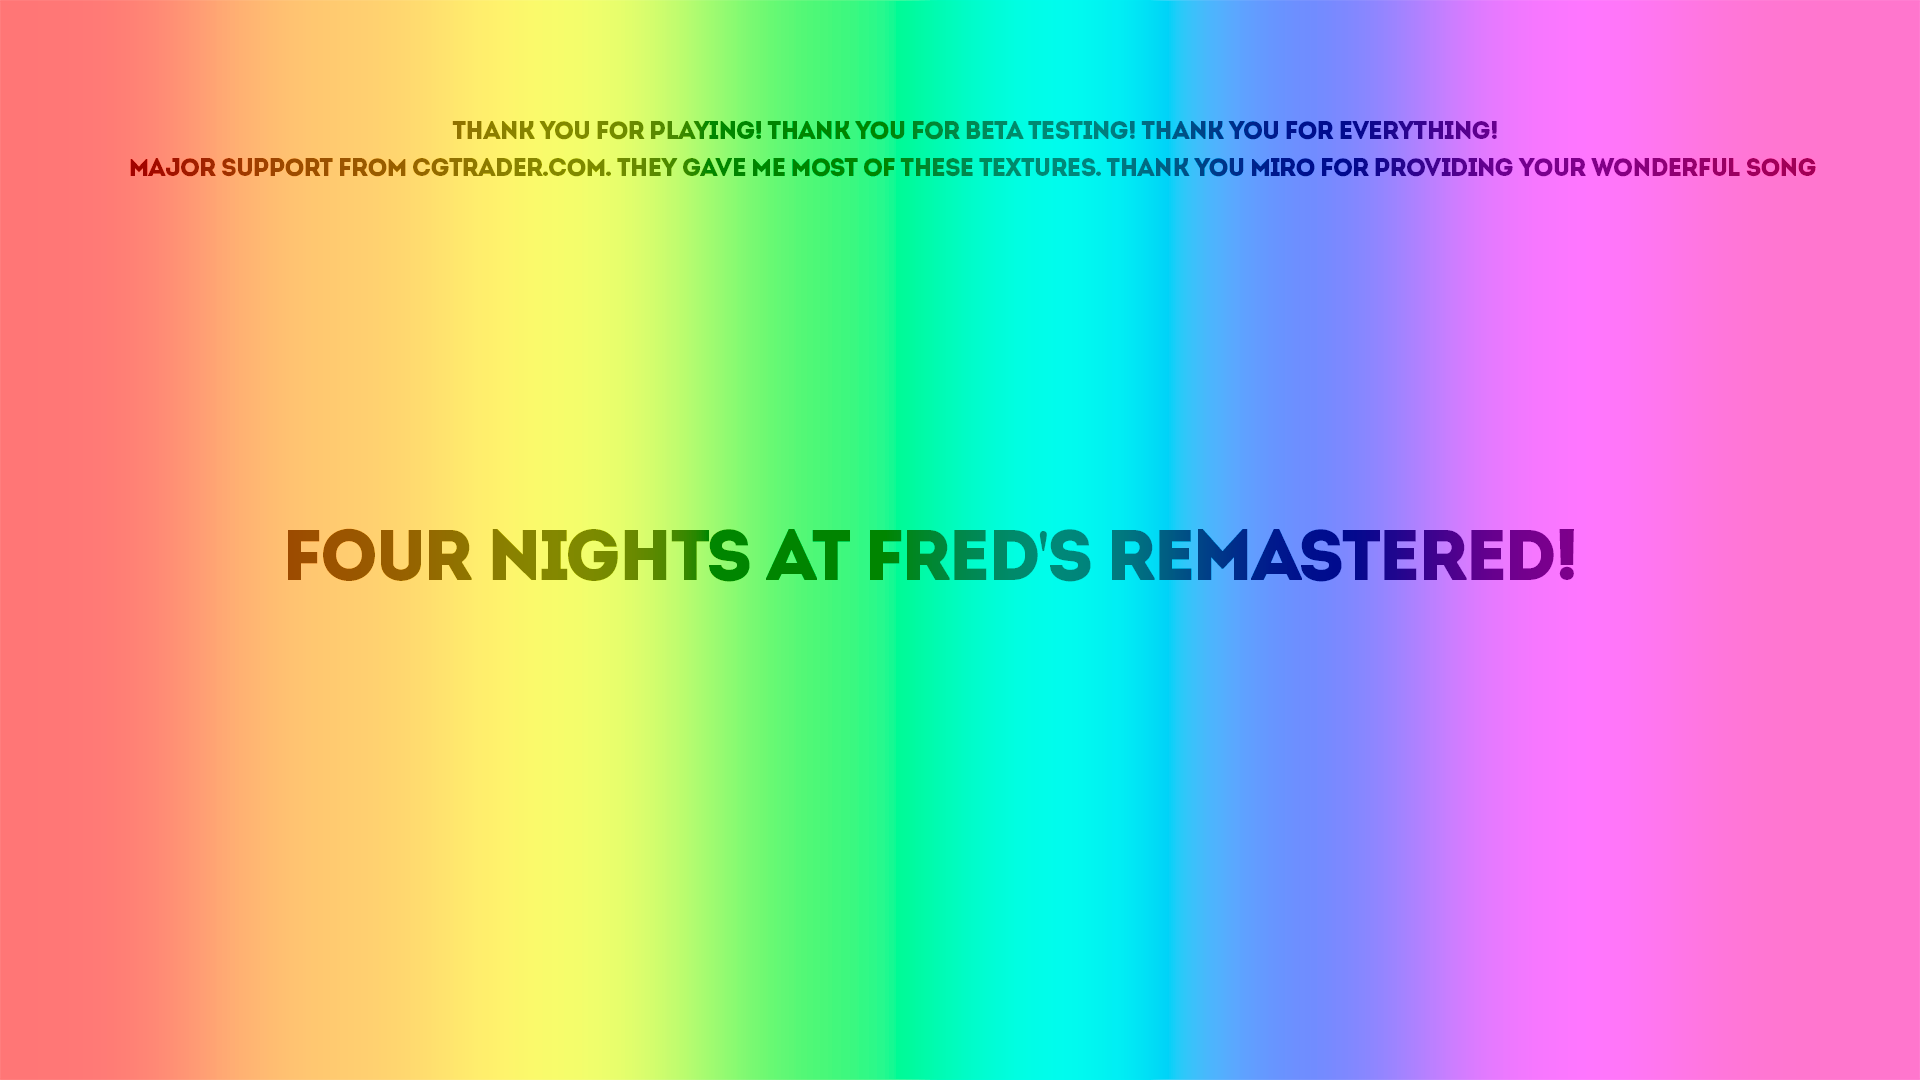 THANK YOU FOR PLAYING! THANK YOU FOR BETA TESTING! THANK YOU FOR EVERYTHING!
MAJOR SUPPORT FROM CGTRADER.COM. THEY GAVE ME MOST OF THESE TEXTURES. THANK YOU MIRO FOR PROVIDING YOUR WONDERFUL SONG
FOUR NIGHTS AT FRED'S REMASTERED!